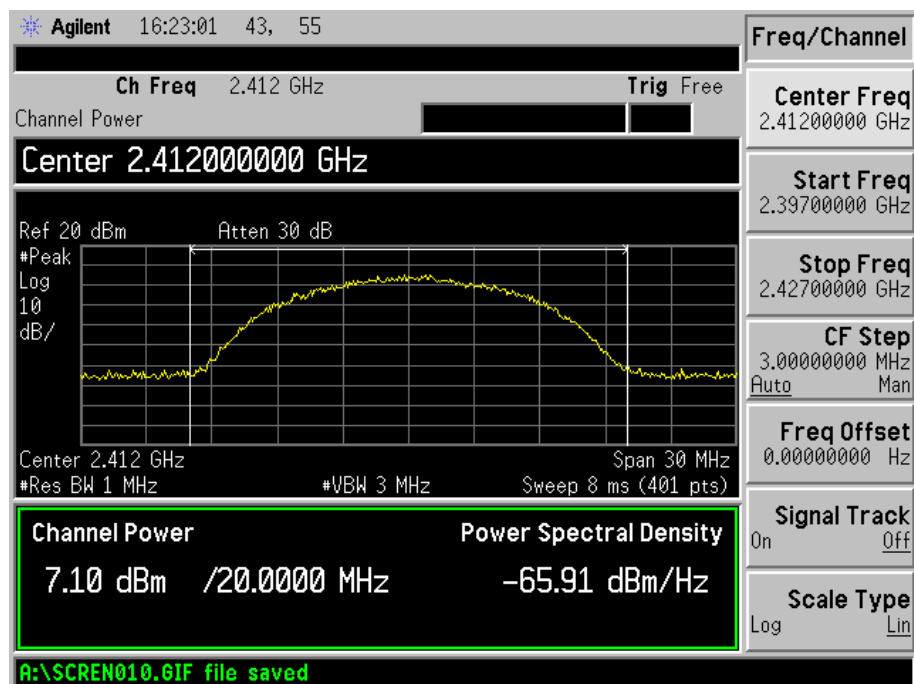 Agilent 16:23:01 43, 55
Ch Freq 2.412 GHz Trig Free
Channel Power
Center 2.412000000 GHz
Ref 20 dBm Atten 30 dB
#Peak
Log
10
dB/
Center 2.412 GHz Span 30 MHz
#Res BW 1 MHz #VBW 3 MHz Sweep 8 ms (401 pts)
Channel Power Power Spectral Density
7.10 dBm /20.0000 MHz -65.91 dBm/Hz
A:\SCREN010.GIF file saved
Freq/Channel
Center Freq
2.41200000 GHz
Start Freq
2.39700000 GHz
Stop Freq
2.42700000 GHz
CF Step
3.00000000 MHz
Auto Man
Freq Offset
0.00000000 Hz
Signal Track
On Off
Scale Type
Log Lin